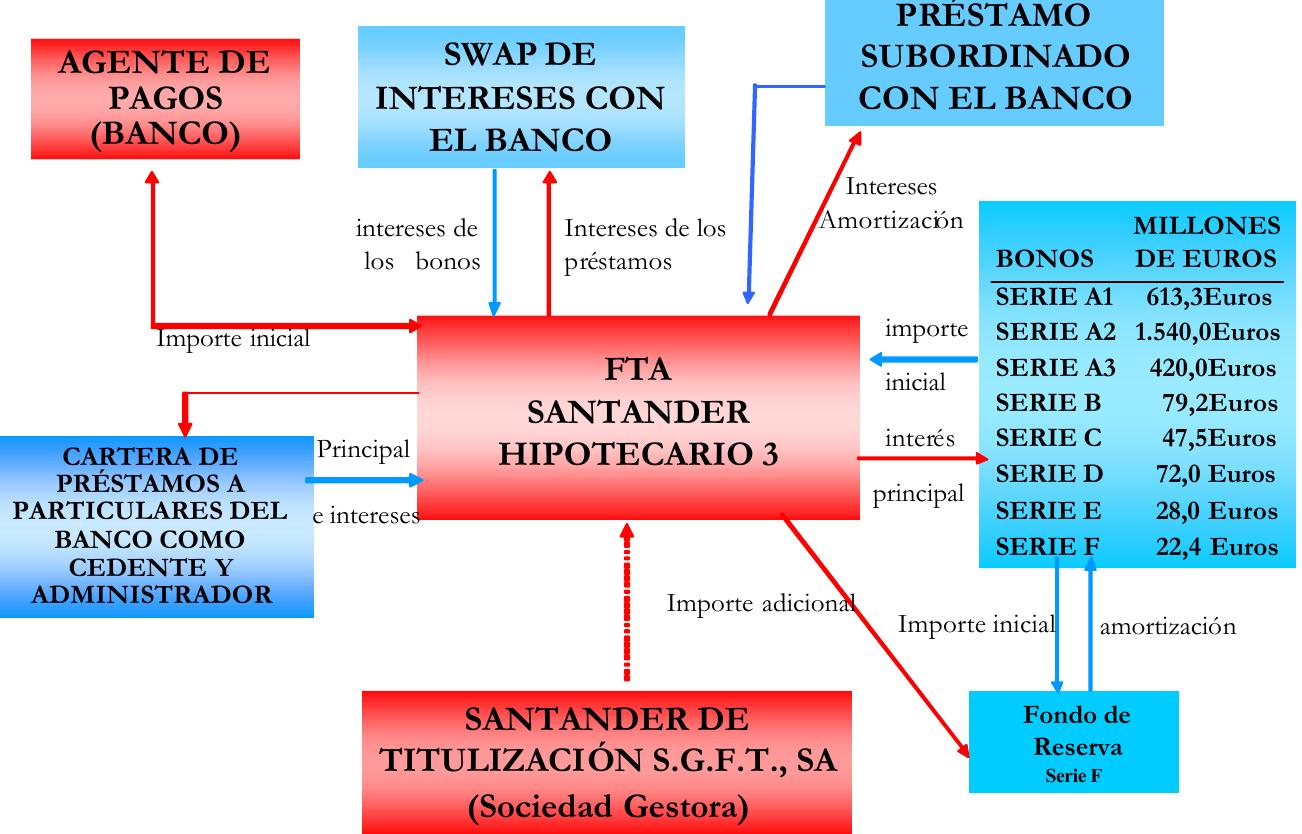 PRÉSTAMO
SUBORDINADO
CON EL BANCO
AGENTE DE
PAGOS
(BANCO)
SWAP DE
INTERESES CON
EL BANCO
intereses de
los bonos
Intereses de los
préstamos
Intereses
Amortización
BONOS MILLONES DE EUROS
SERIE A1 613,3Euros
SERIE A2 1.540,0Euros
SERIE A3 420,0Euros
SERIE B 79,2Euros
SERIE C 47,5Euros
SERIE D 72,0 Euros
SERIE E 28,0 Euros
SERIE F 22,4 Euros
Importe inicial
importe
inicial
interés
principal
FTA
SANTANDER
HIPOTECARIO 3
CARTERA DE
PRÉSTAMOS A
PARTICULARES DEL
BANCO COMO
CEDENTE Y
ADMINISTRADOR
Principal
e intereses
Importe adicional
Importe inicial
amortización
SANTANDER DE
TITULIZACIÓN S.G.F.T., SA
(Sociedad Gestora)
Fondo de
Reserva
Serie F